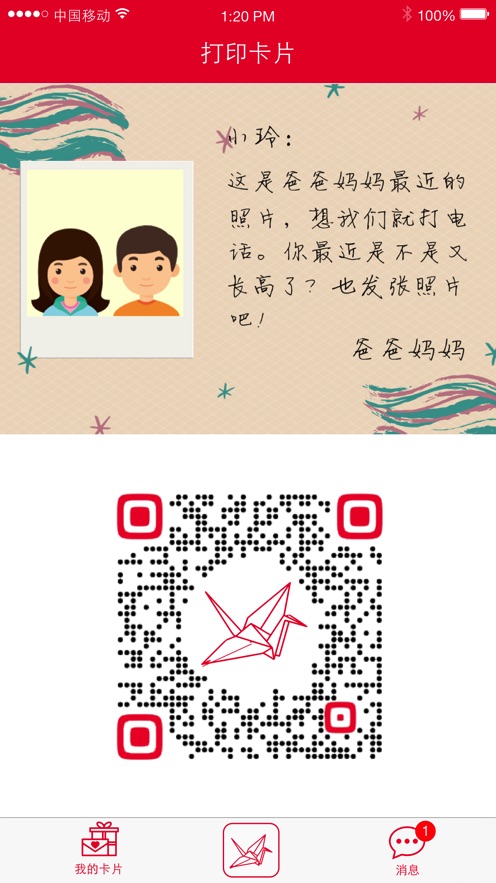 中国移动 1:20 PM 100%
打印卡片
小玲：
这是爸爸妈妈最近的
照片，想我们就打电
话。你最近是不是又
长高了？也发张照片
吧！
爸爸妈妈
1
我的卡片 消息